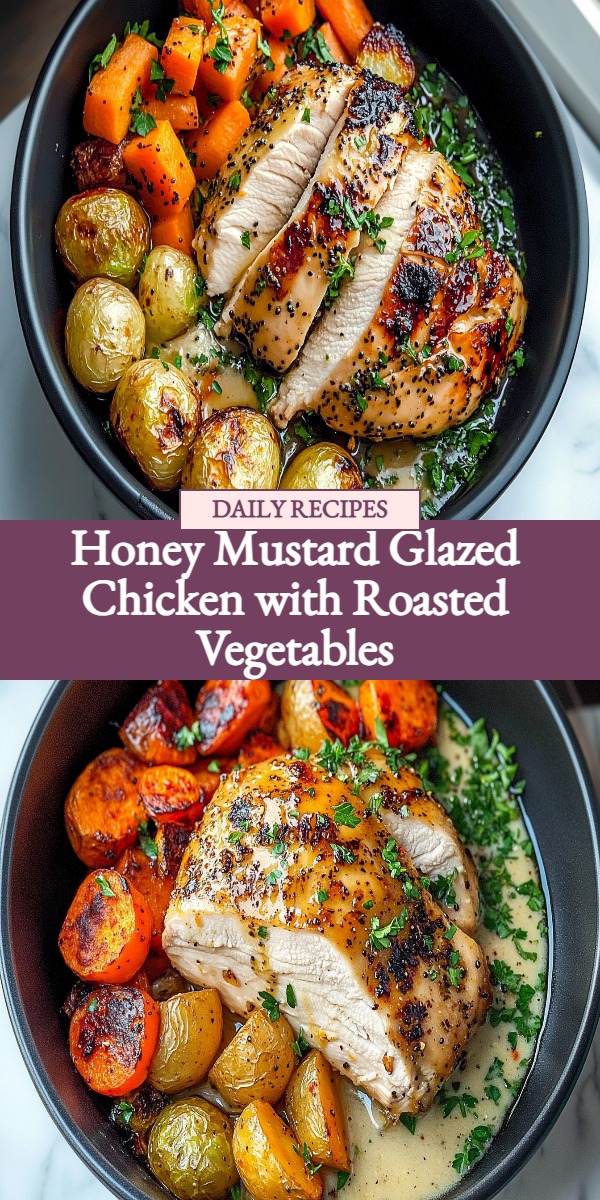 DAILY RECIPES
Honey Mustard Glazed
Chicken with Roasted
Vegetables